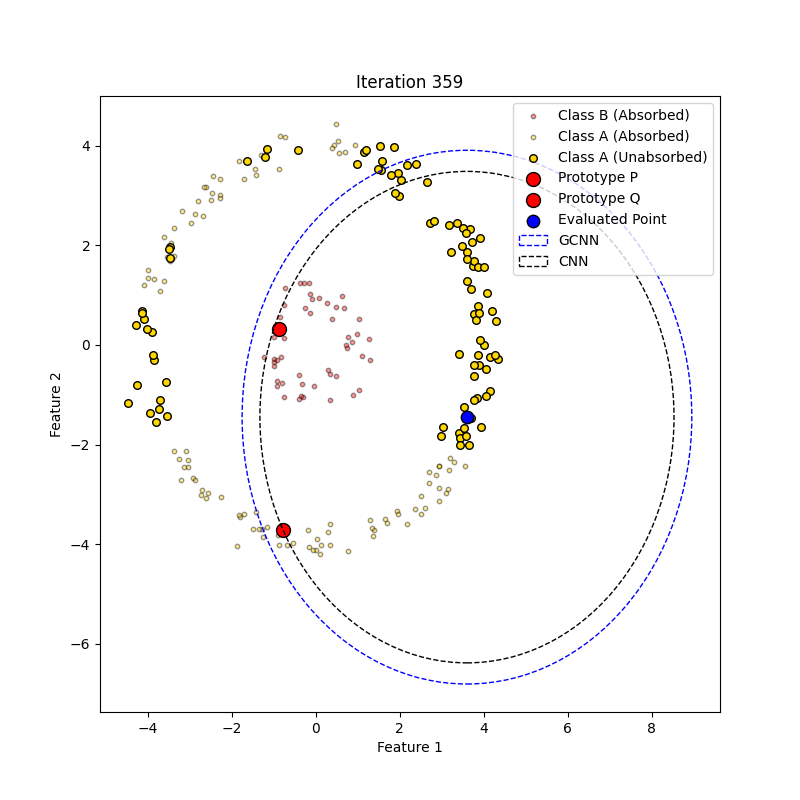 Iteration 359
Class B (Absorbed)
Class A (Absorbed)
Class A (Unabsorbed)
Prototype P
Prototype Q
Evaluated Point
GCNN
CNN
4
2
0
−2
−4
−6
Feature 2
−4 −2 0 2 4 6 8
Feature 1